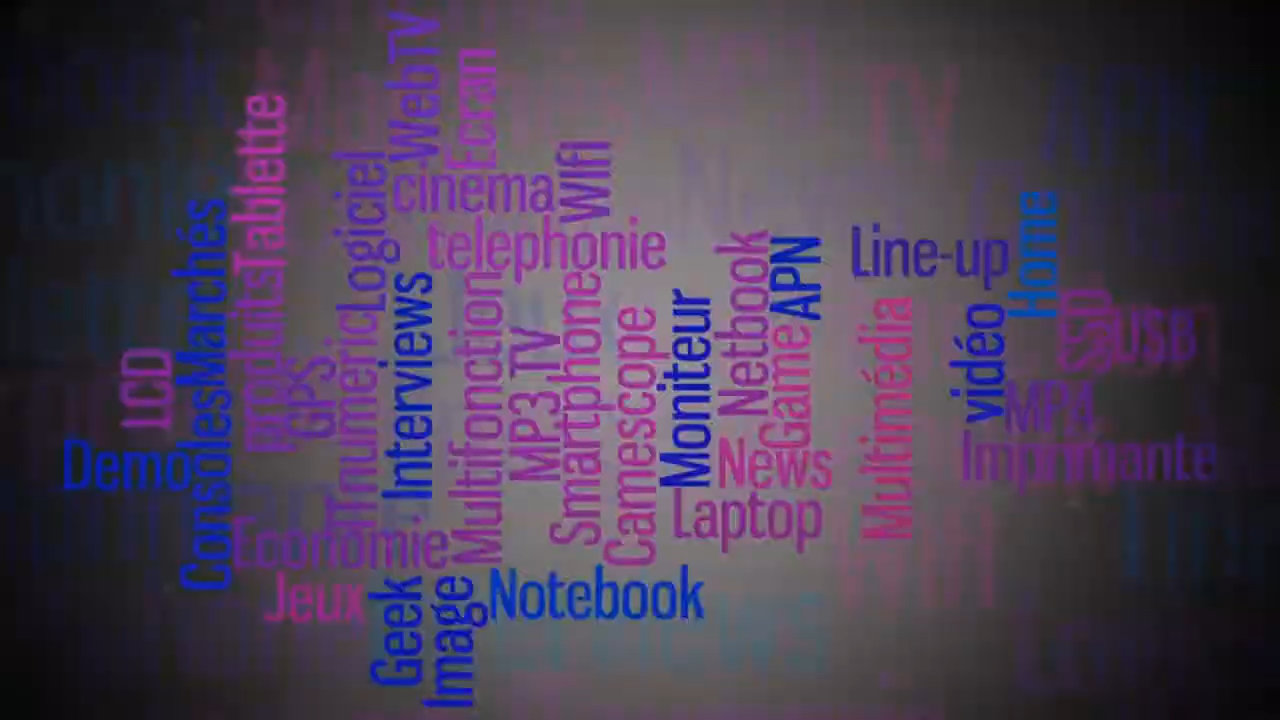 WebTV
Ecran
Tablette
Wifi
Logiciel
cinema
Marchés
telephonie
Home
Line-up
APN
Netbook
produits
Interviews
Multifonction
Smartphone
Moniteur
Camescope
Game
Multimédia
vidéo
USB
LCD
GPS
numeric
TV
MP3
MP4
Demo
Consoles
News
Imprimante
IT
Laptop
Economie
Jeux
Geek
Image
Notebook